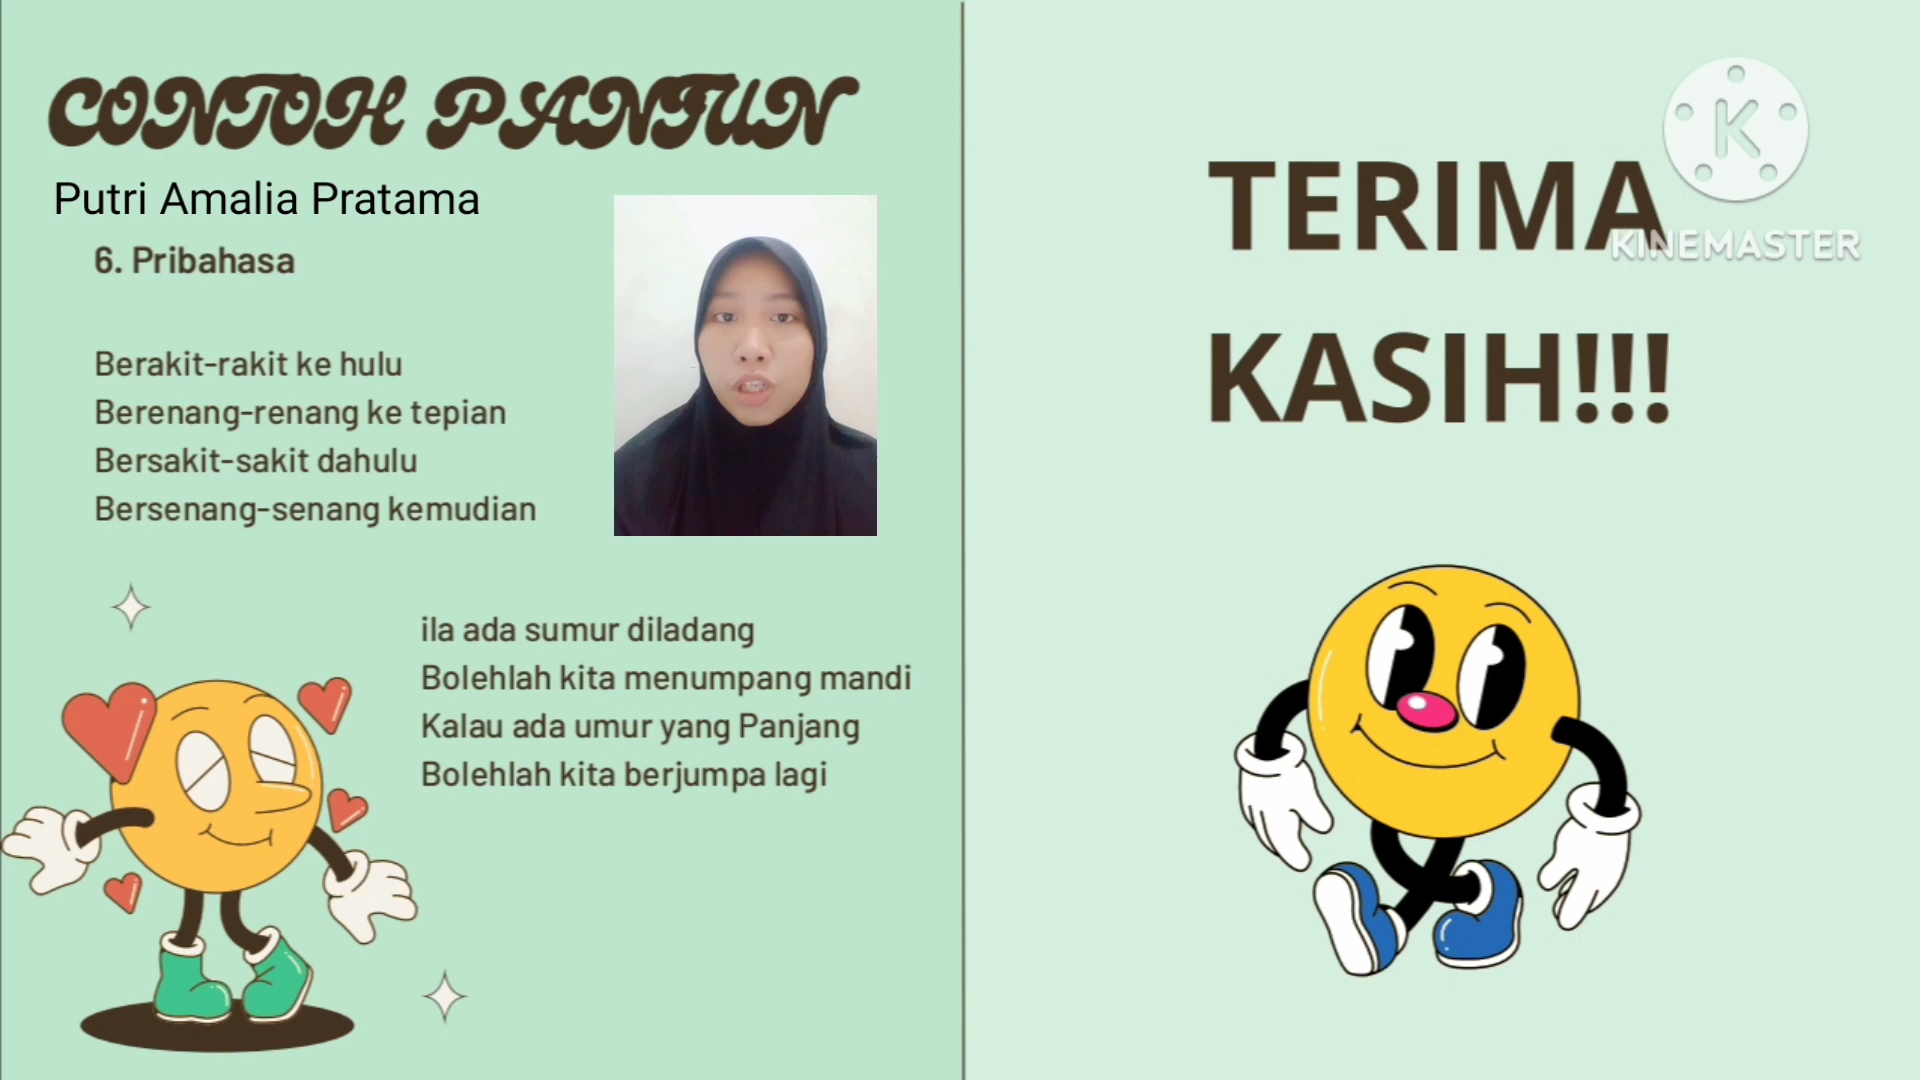 CONTOH PANTUN
Putri Amalia Pratama
6. Pribahasa
Berakit-rakit ke hulu
Berenang-renang ke tepian
Bersakit-sakit dahulu
Bersenang-senang kemudian
ila ada sumur diladang
Bolehlah kita menumpang mandi
Kalau ada umur yang Panjang
Bolehlah kita berjumpa lagi
TERIMA
KASIH!!!
K
KINEMASTER